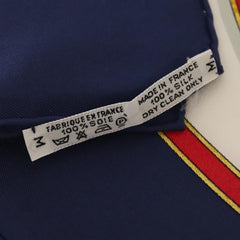 M
FABRIQUE EN FRANCE
100% SOIE
MADE IN FRANCE
100% SILK
DRY CLEAN ONLY
M